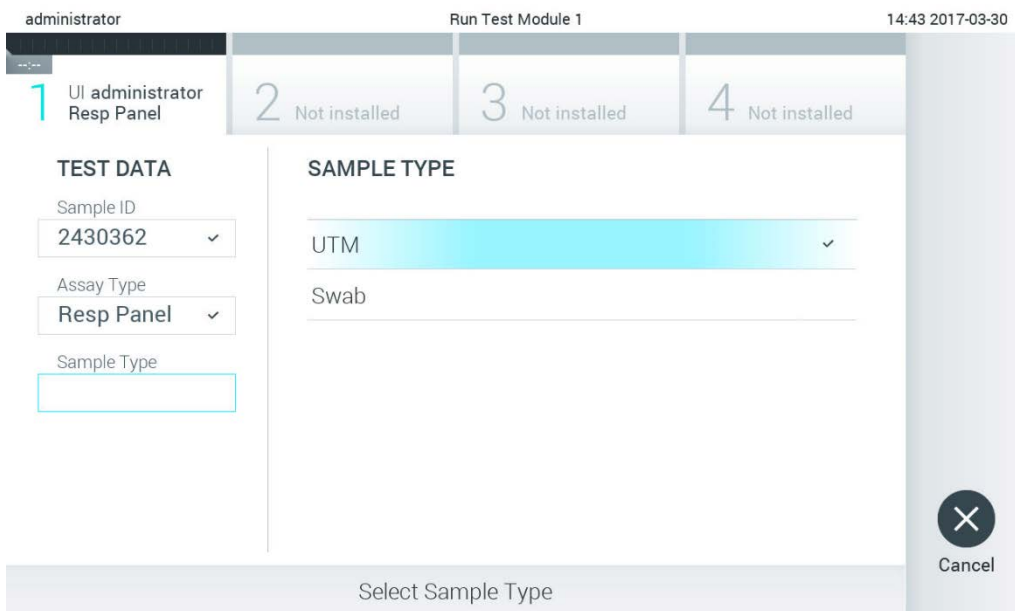 administrator Run Test Module 1 14:43 2017-03-30
--:--
1 UI administrator
Resp Panel
2 Not installed
3 Not installed
4 Not installed
TEST DATA
Sample ID
2430362
Assay Type
Resp Panel
Sample Type
SAMPLE TYPE
UTM
Swab
Cancel
Select Sample Type